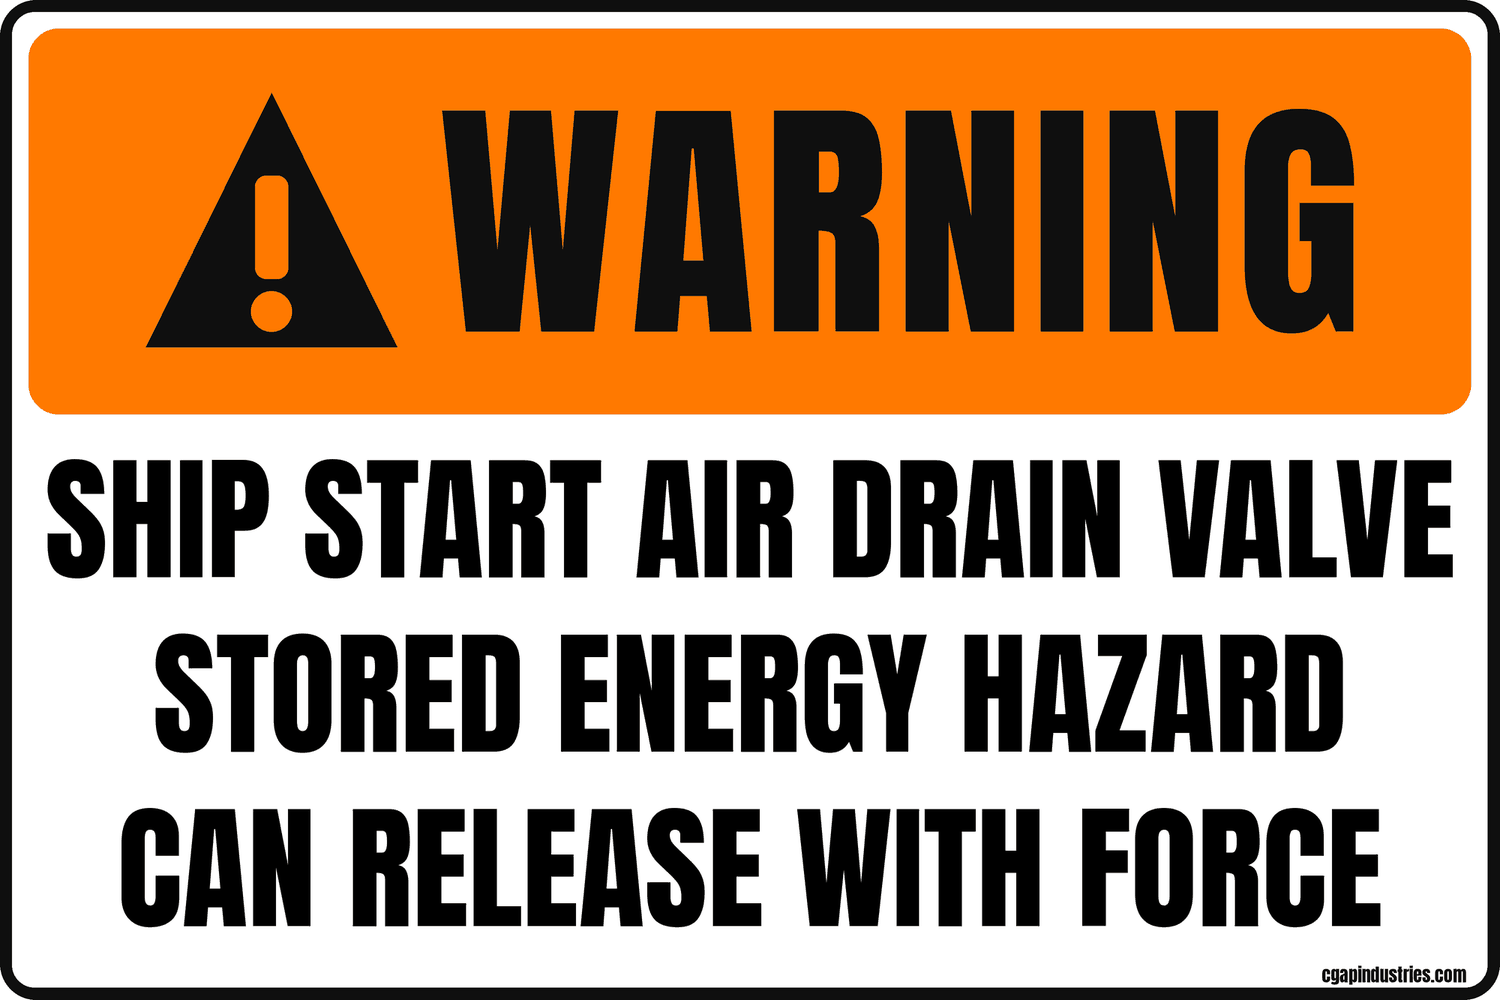 WARNING
SHIP START AIR DRAIN VALVE
STORED ENERGY HAZARD
CAN RELEASE WITH FORCE
cgapindustries.com